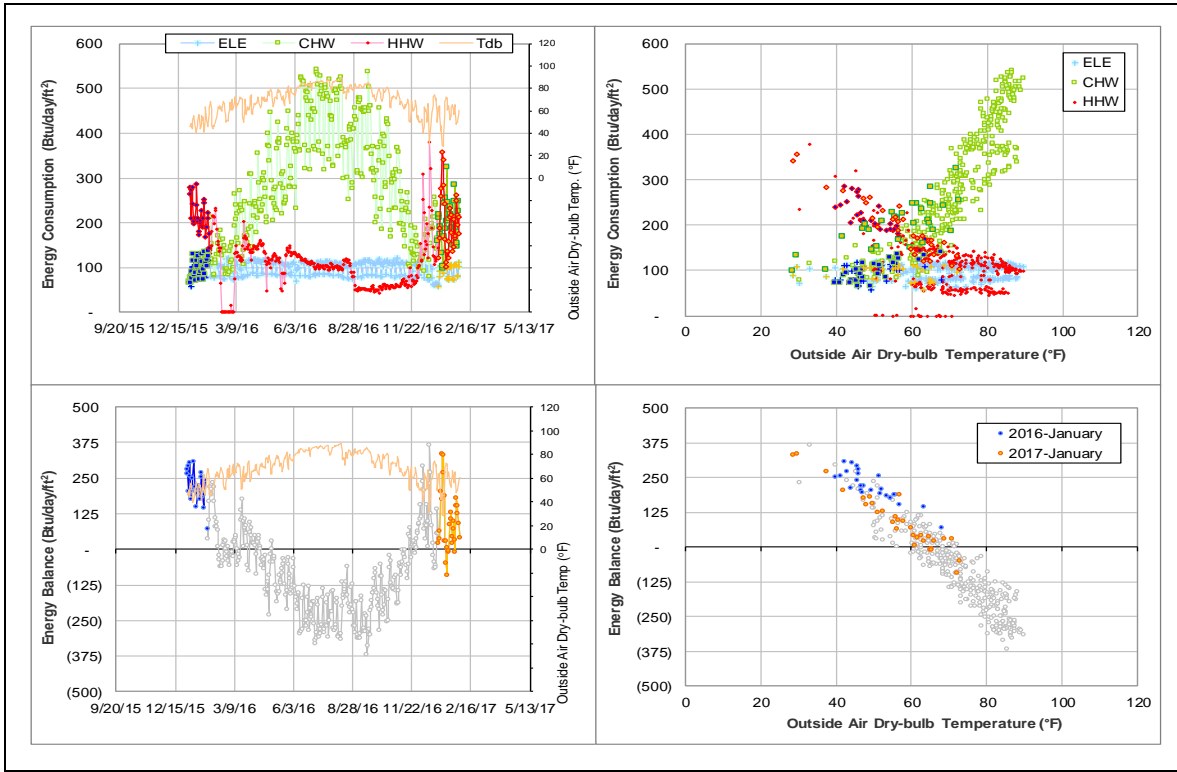 ELE CHW HHW Tdb
Energy Consumption (Btu/day/ft²)
600
500
400
300
200
100
-
120
100
80
60
40
20
0
Outside Air Dry-bulb Temp. (°F)
9/20/15 12/15/15 3/9/16 6/3/16 8/28/16 11/22/16 2/16/17 5/13/17
ELE
CHW
HHW
Energy Consumption (Btu/day/ft²)
600
500
400
300
200
100
-
0 20 40 60 80 100 120
Outside Air Dry-bulb Temperature (°F)
Energy Balance (Btu/day/ft²)
500
375
250
125
-
(125)
(250)
(375)
(500)
120
100
80
60
40
20
0
Outside Air Dry-bulb Temp (°F)
9/20/15 12/15/15 3/9/16 6/3/16 8/28/16 11/22/16 2/16/17 5/13/17
2016-January
2017-January
Energy Balance (Btu/day/ft²)
500
375
250
125
-
(125)
(250)
(375)
(500)
0 20 40 60 80 100 120
Outside Air Dry-bulb Temperature (°F)